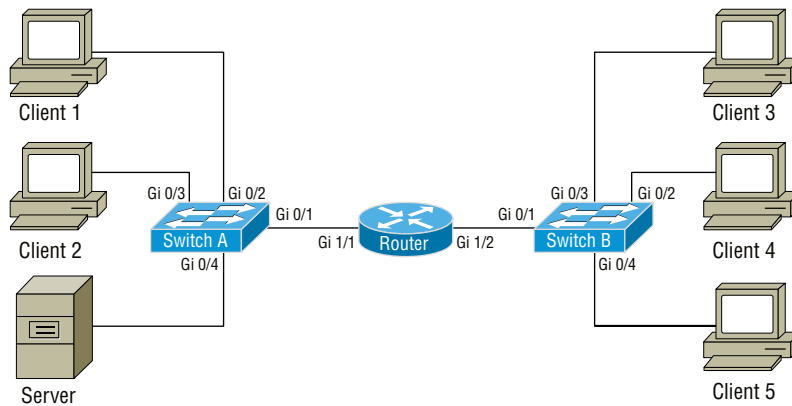 Client 1
Client 3
Client 2
Gi 0/3
Gi 0/2
Gi 0/1
Switch A
Gi 0/4
Gi 1/1
Router
Gi 1/2
Gi 0/1
Gi 0/3
Gi 0/2
Switch B
Gi 0/4
Client 4
Server
Client 5